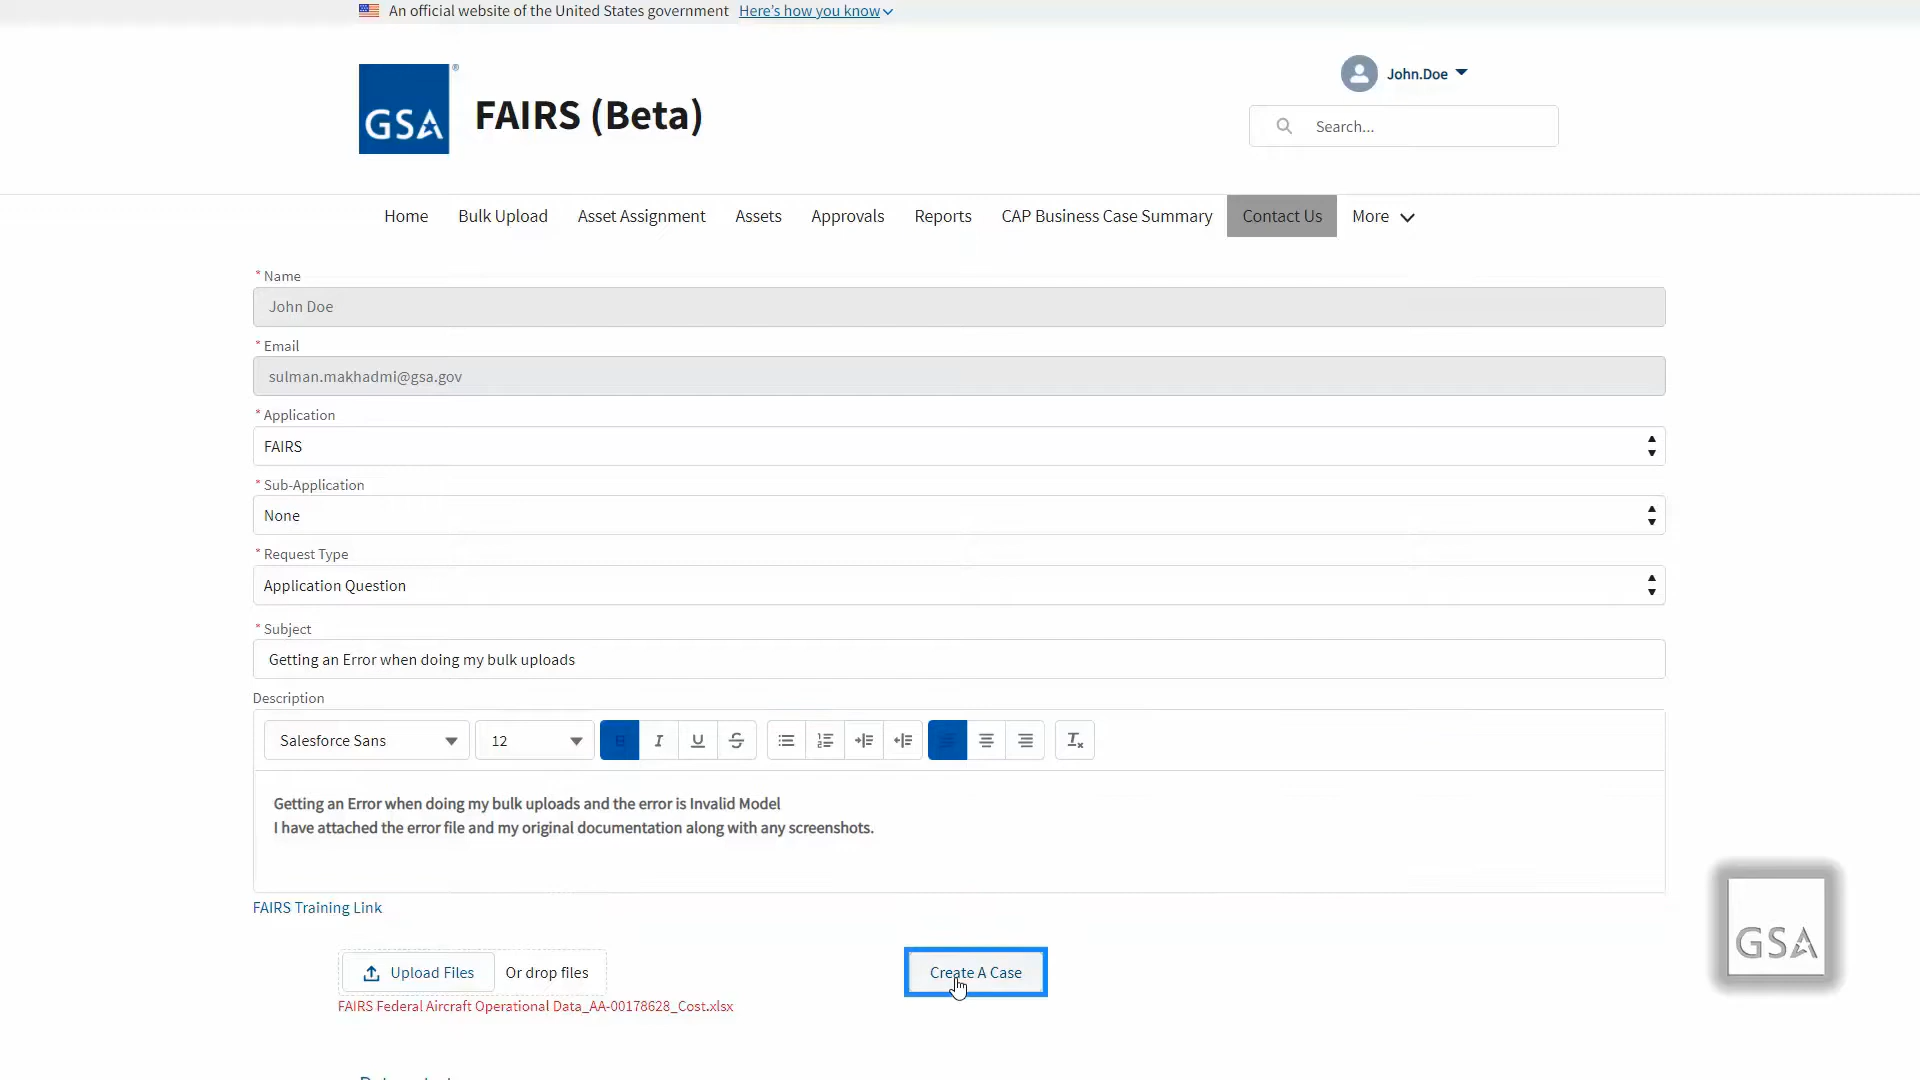 An official website of the United States government Here's how you know
GSA
®
FAIRS (Beta)
John.Doe
Search...
Home Bulk Upload Asset Assignment Assets Approvals Reports CAP Business Case Summary Contact Us More
* Name
John Doe
* Email
sulman.makhadmi@gsa.gov
* Application
FAIRS
* Sub-Application
None
* Request Type
Application Question
* Subject
Getting an Error when doing my bulk uploads
Description
Salesforce Sans 12 B I U S
Getting an Error when doing my bulk uploads and the error is Invalid Model
I have attached the error file and my original documentation along with any screenshots.
FAIRS Training Link
Upload Files Or drop files Create A Case
FAIRS Federal Aircraft Operational Data_AA-00178628_Cost.xlsx
GSA